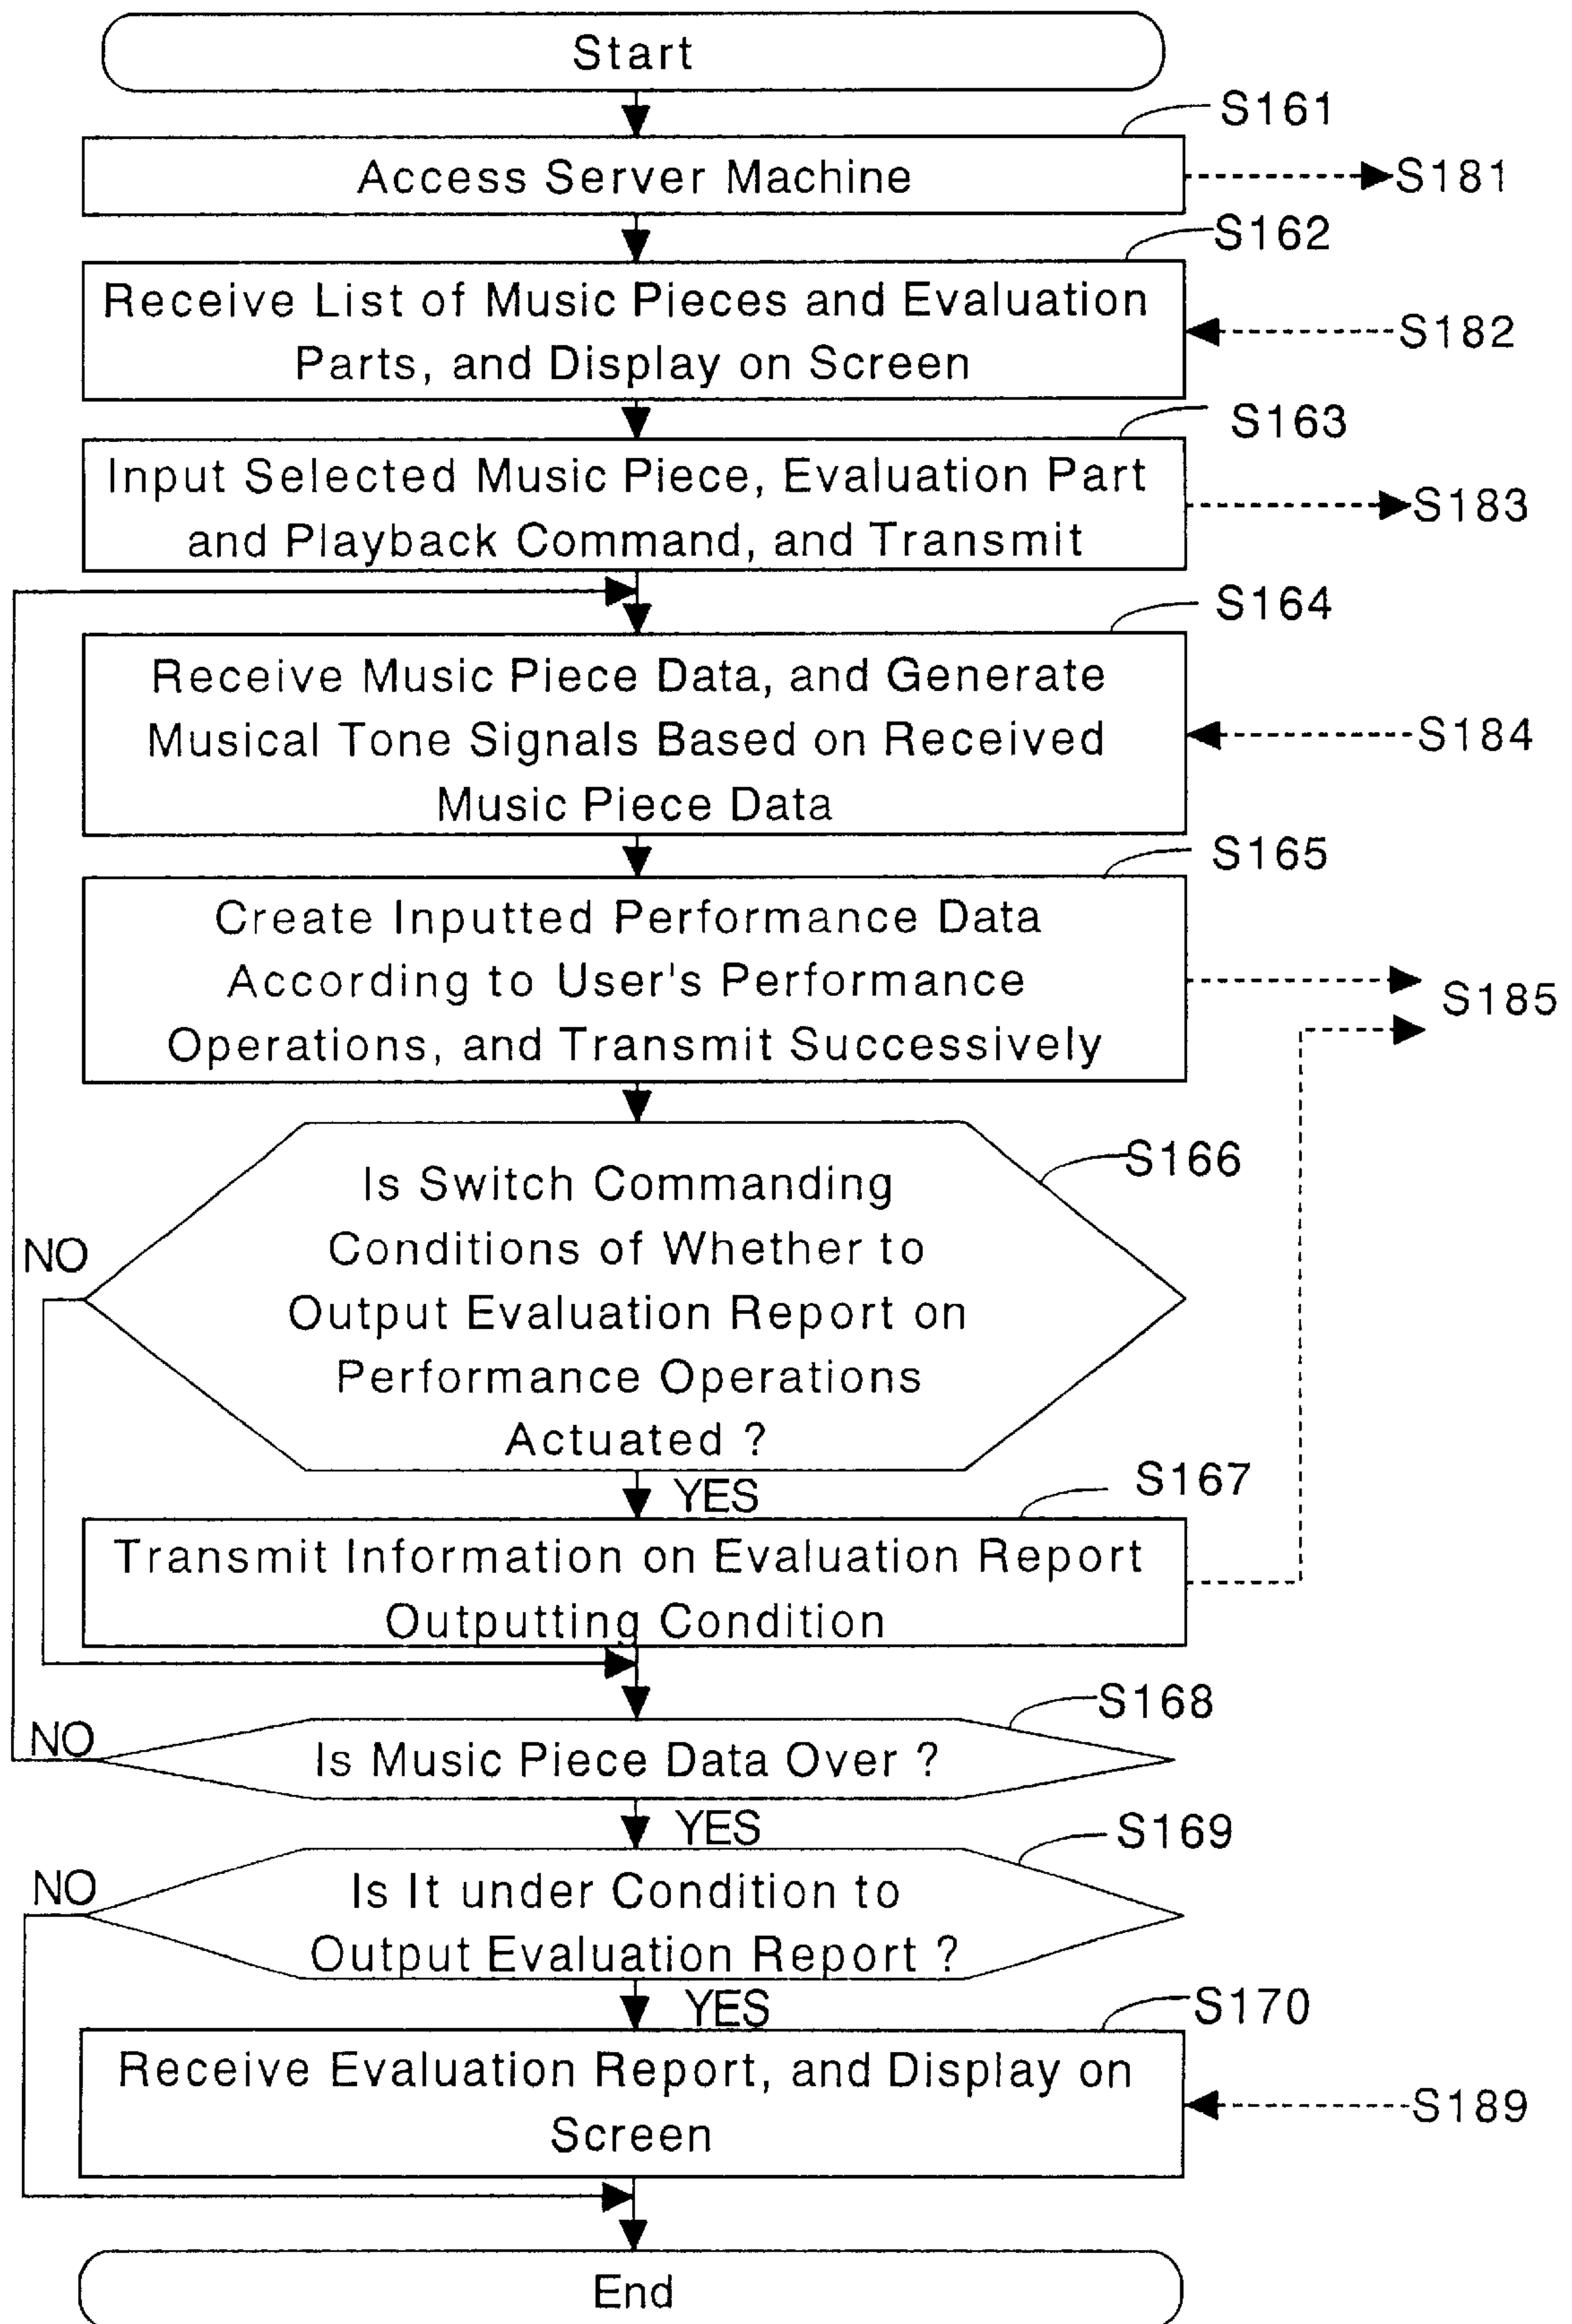 Start
S161
Access Server Machine
S181
S162
Receive List of Music Pieces and Evaluation
Parts, and Display on Screen
S182
S163
Input Selected Music Piece, Evaluation Part
and Playback Command, and Transmit
S183
S164
Receive Music Piece Data, and Generate
Musical Tone Signals Based on Received
Music Piece Data
S184
S165
Create Inputted Performance Data
According to User's Performance
Operations, and Transmit Successively
S185
S166
Is Switch Commanding
Conditions of Whether to
Output Evaluation Report on
Performance Operations
Actuated ?
NO
YES
S167
Transmit Information on Evaluation Report
Outputting Condition
S168
NO
Is Music Piece Data Over ?
YES
S169
NO
Is It under Condition to
Output Evaluation Report ?
YES
S170
Receive Evaluation Report, and Display on
Screen
S189
End